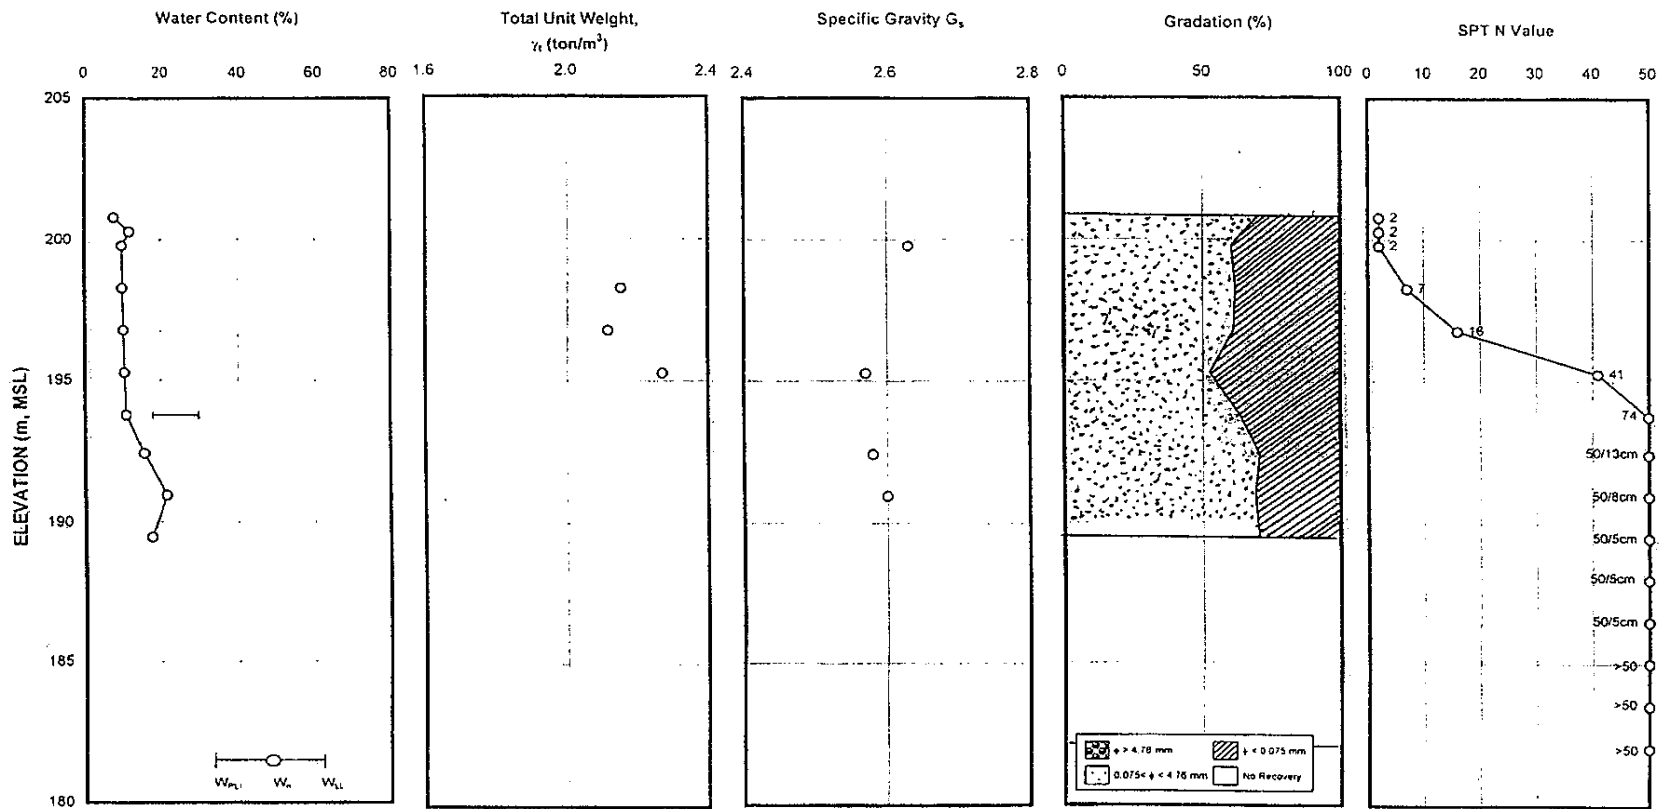 Water Content (%)
0 20 40 60 80
Total Unit Weight,
γt (ton/m³)
1.6 2.0 2.4
Specific Gravity Gs
2.4 2.6 2.8
Gradation (%)
0 50 100
SPT N Value
0 10 20 30 40 50
ELEVATION (m, MSL)
205
200
195
190
185
180
WPL
Wn
WLL
ϕ > 4.76 mm
ϕ < 0.075 mm
0.075< ϕ < 4.76 mm
No Recovery
2
2
2
7
16
41
74
50/13cm
50/8cm
50/5cm
50/5cm
50/5cm
>50
>50
>50